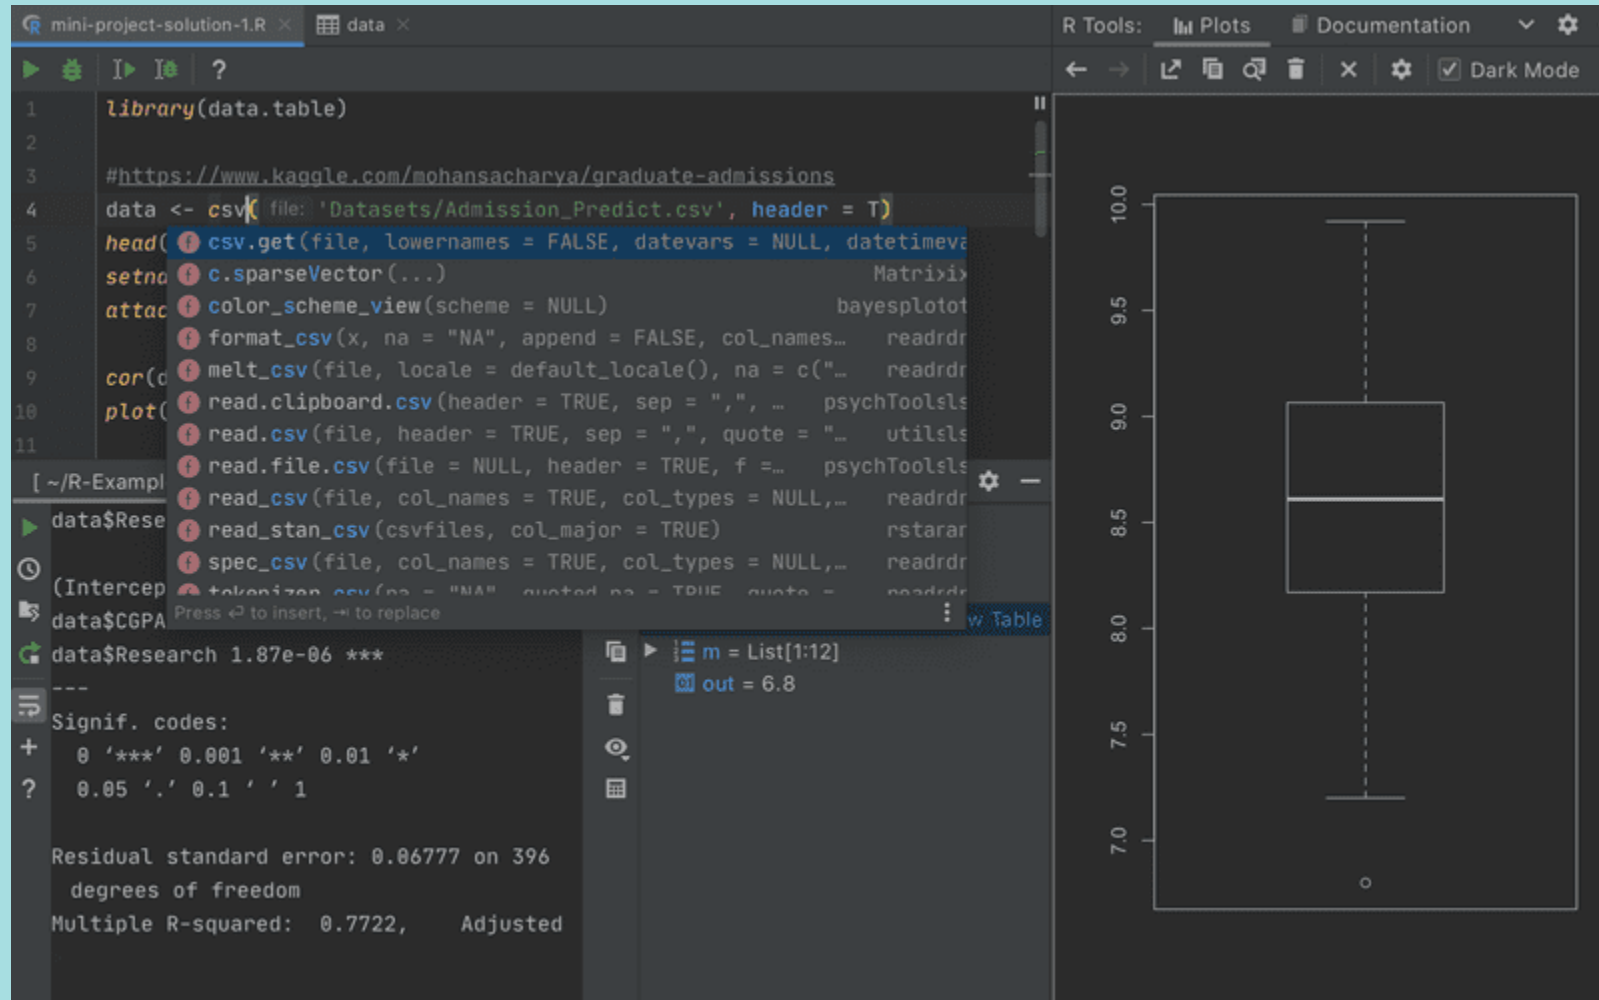 mini-project-solution-1.R
data
R Tools:
Plots
Documentation
?
Dark Mode
1 library(data.table)
2
3 #https://www.kaggle.com/mohansacharya/graduate-admissions
4 data <- csv( file: 'Datasets/Admission_Predict.csv', header = T)
5 head(
6 setna
7 attac
8
9 cor(d
10 plot(
11
csv.get(file, lowernames = FALSE, datevars = NULL, datetimeva
c.sparseVector(...) Matrix
color_scheme_view(scheme = NULL) bayesplot
format_csv(x, na = "NA", append = FALSE, col_names… readr
melt_csv(file, locale = default_locale(), na = c("… readr
read.clipboard.csv(header = TRUE, sep = ",", … psychTools
read.csv(file, header = TRUE, sep = ",", quote = "… utils
read.file.csv(file = NULL, header = TRUE, f =… psychTools
read_csv(file, col_names = TRUE, col_types = NULL,… readr
read_stan_csv(csvfiles, col_major = TRUE) rstan
spec_csv(file, col_names = TRUE, col_types = NULL,… readr
tokenizer_csv(na = "NA", quoted_na = TRUE, quote = readr
Press ↵ to insert, ⇥ to replace
[ ~/R-Exampl
data$Rese
(Intercep
data$CGPA
data$Research 1.87e-06 ***
---
Signif. codes:
0 ‘***’ 0.001 ‘**’ 0.01 ‘*’
0.05 ‘.’ 0.1 ‘ ’ 1
Residual standard error: 0.06777 on 396
degrees of freedom
Multiple R-squared: 0.7722, Adjusted
?
w Table
m = List[1:12]
out = 6.8
10.0
9.5
9.0
8.5
8.0
7.5
7.0